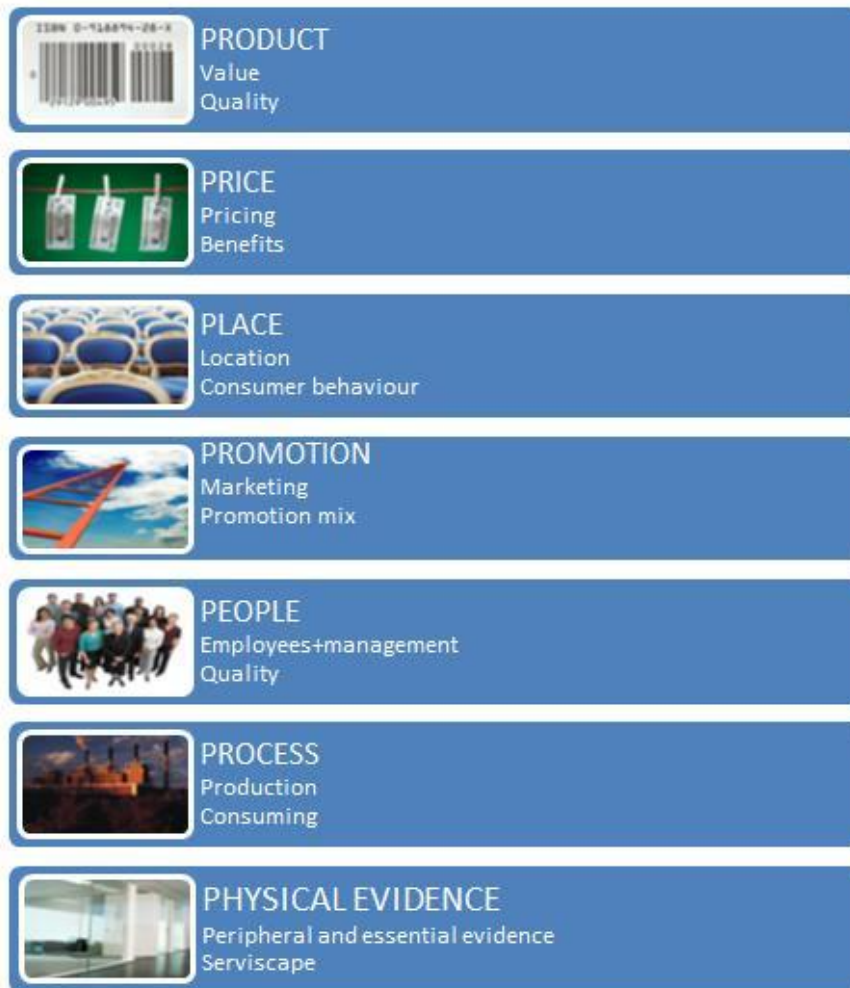 PRODUCT
Value
Quality
PRICE
Pricing
Benefits
PLACE
Location
Consumer behaviour
PROMOTION
Marketing
Promotion mix
PEOPLE
Employees+management
Quality
PROCESS
Production
Consuming
PHYSICAL EVIDENCE
Peripheral and essential evidence
Serviscape